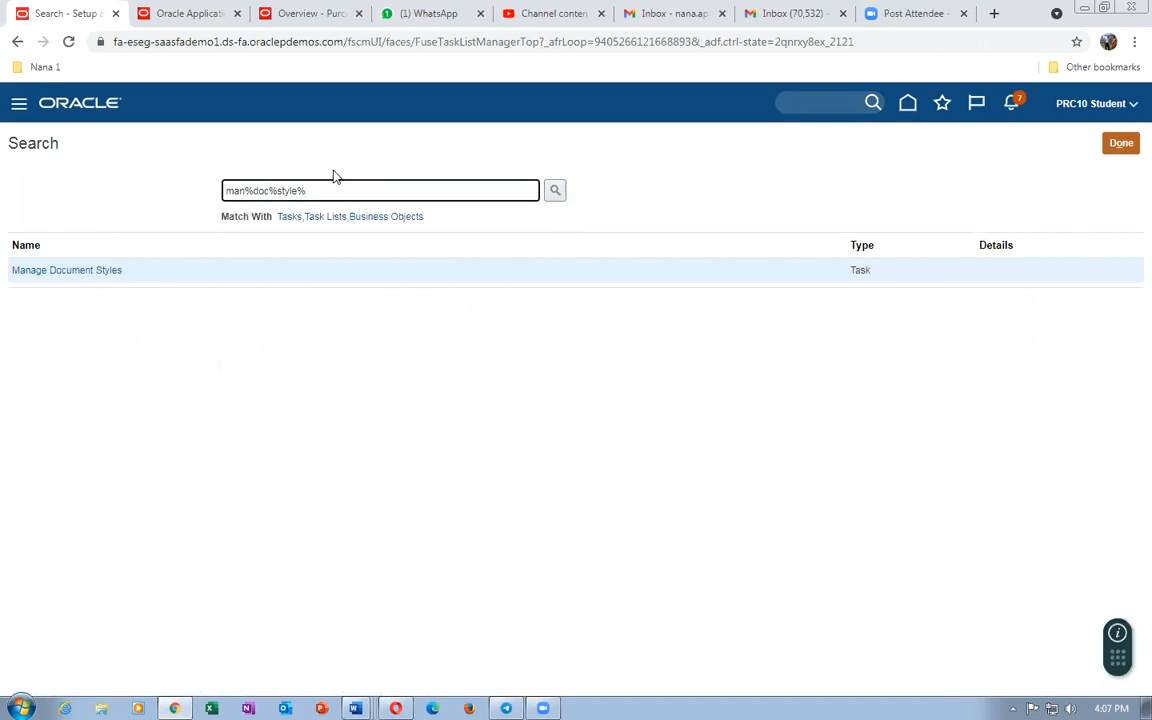 Search - Setup a
Oracle Applicati
Overview - Purc
(1) WhatsApp
Channel conten
Inbox - nana.ap
Inbox (70,532) -
Post Attendee -
fa-eseg-saasfademo1.ds-fa.oraclepdemos.com/fscmUI/faces/FuseTaskListManagerTop?_afrLoop=94052661216688938&_adf.ctrl-state=2qnrxy8ex_2121
Nana 1
Other bookmarks
ORACLE
7
PRC10 Student
Search
Done
man%doc%style%
Match With Tasks,Task Lists,Business Objects
Name Type Details
Manage Document Styles Task
4:07 PM